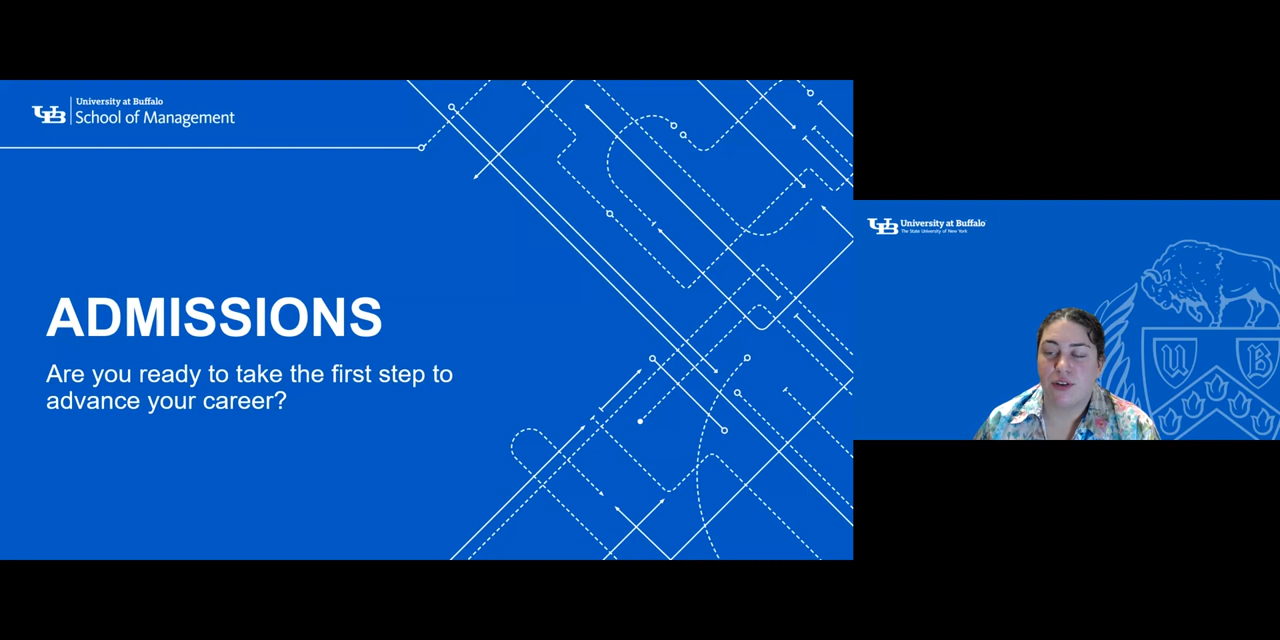 University at Buffalo
School of Management
ADMISSIONS
Are you ready to take the first step to
advance your career?
UB
University at Buffalo
The State University of New York
U B